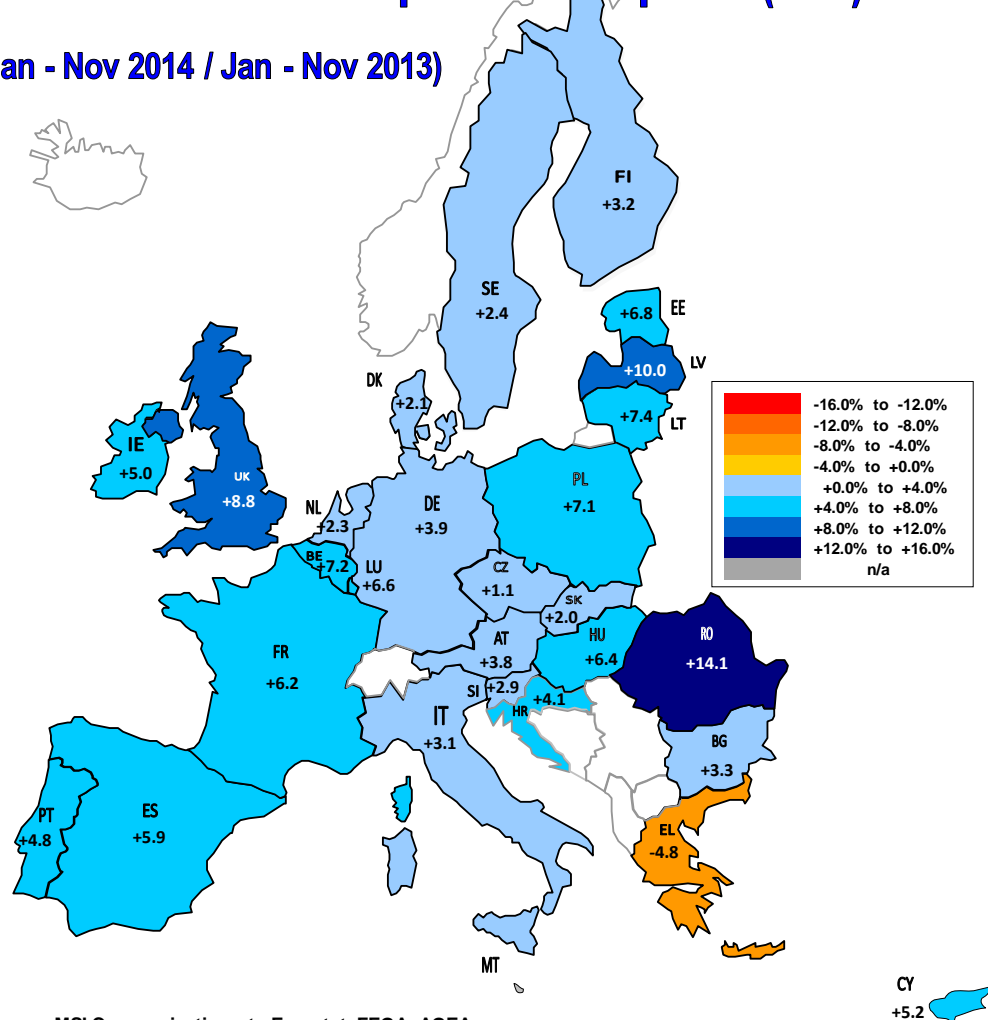 an - Nov 2014 / Jan - Nov 2013)
FI
+3.2
SE
+2.4
+6.8 EE
+10.0 LV
+7.4 LT
DK
+2.1
IE
+5.0
UK
+8.8
NL
+2.3
DE
+3.9
PL
+7.1
BE
+7.2
LU
+6.6
CZ
+1.1
SK
+2.0
AT
+3.8
HU
+6.4
RO
+14.1
FR
+6.2
SI +2.9
HR +4.1
IT
+3.1
BG
+3.3
PT
+4.8
ES
+5.9
EL
-4.8
MT
CY
+5.2
-16.0% to -12.0%
-12.0% to -8.0%
-8.0% to -4.0%
-4.0% to +0.0%
+0.0% to +4.0%
+4.0% to +8.0%
+8.0% to +12.0%
+12.0% to +16.0%
n/a